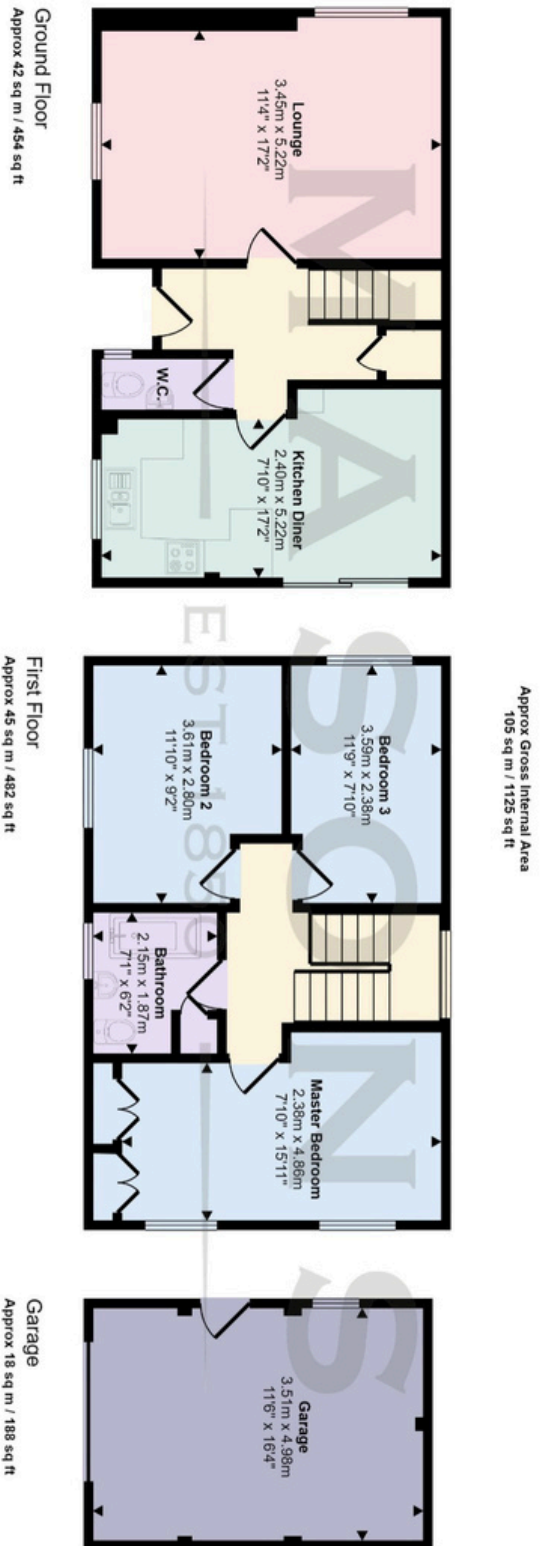 Approx Gross Internal Area
105 sq m / 1125 sq ft
Lounge
3.45m x 5.22m
11'4" x 17'2"
W.C.
Kitchen Diner
2.40m x 5.22m
7'10" x 17'2"
Ground Floor
Approx 42 sq m / 454 sq ft
Bedroom 3
3.59m x 2.38m
11'9" x 7'10"
Bedroom 2
3.61m x 2.80m
11'10" x 9'2"
Bathroom
2.15m x 1.87m
7'1" x 6'2"
Master Bedroom
2.38m x 4.86m
7'10" x 15'11"
First Floor
Approx 45 sq m / 482 sq ft
Garage
3.51m x 4.98m
11'6" x 16'4"
Garage
Approx 18 sq m / 188 sq ft
MASONS
EST 1850